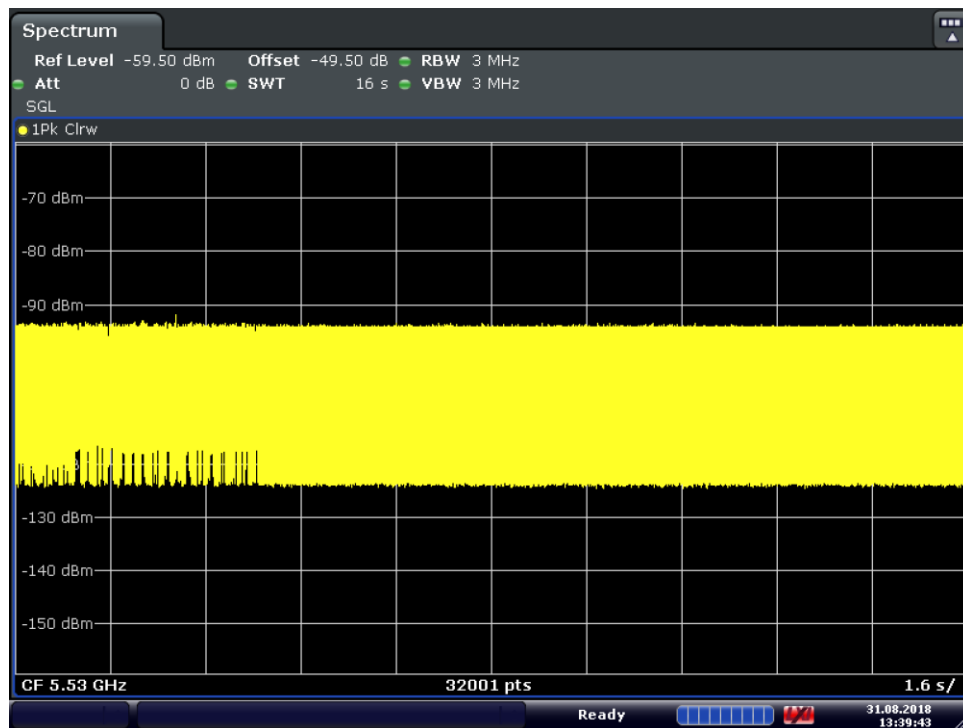 Spectrum
Ref Level -59.50 dBm Offset -49.50 dB RBW 3 MHz
Att 0 dB SWT 16 s VBW 3 MHz
SGL
1Pk Clrw
-70 dBm
-80 dBm
-90 dBm
-130 dBm
-140 dBm
-150 dBm
CF 5.53 GHz 32001 pts 1.6 s/
Ready 31.08.2018
13:39:43